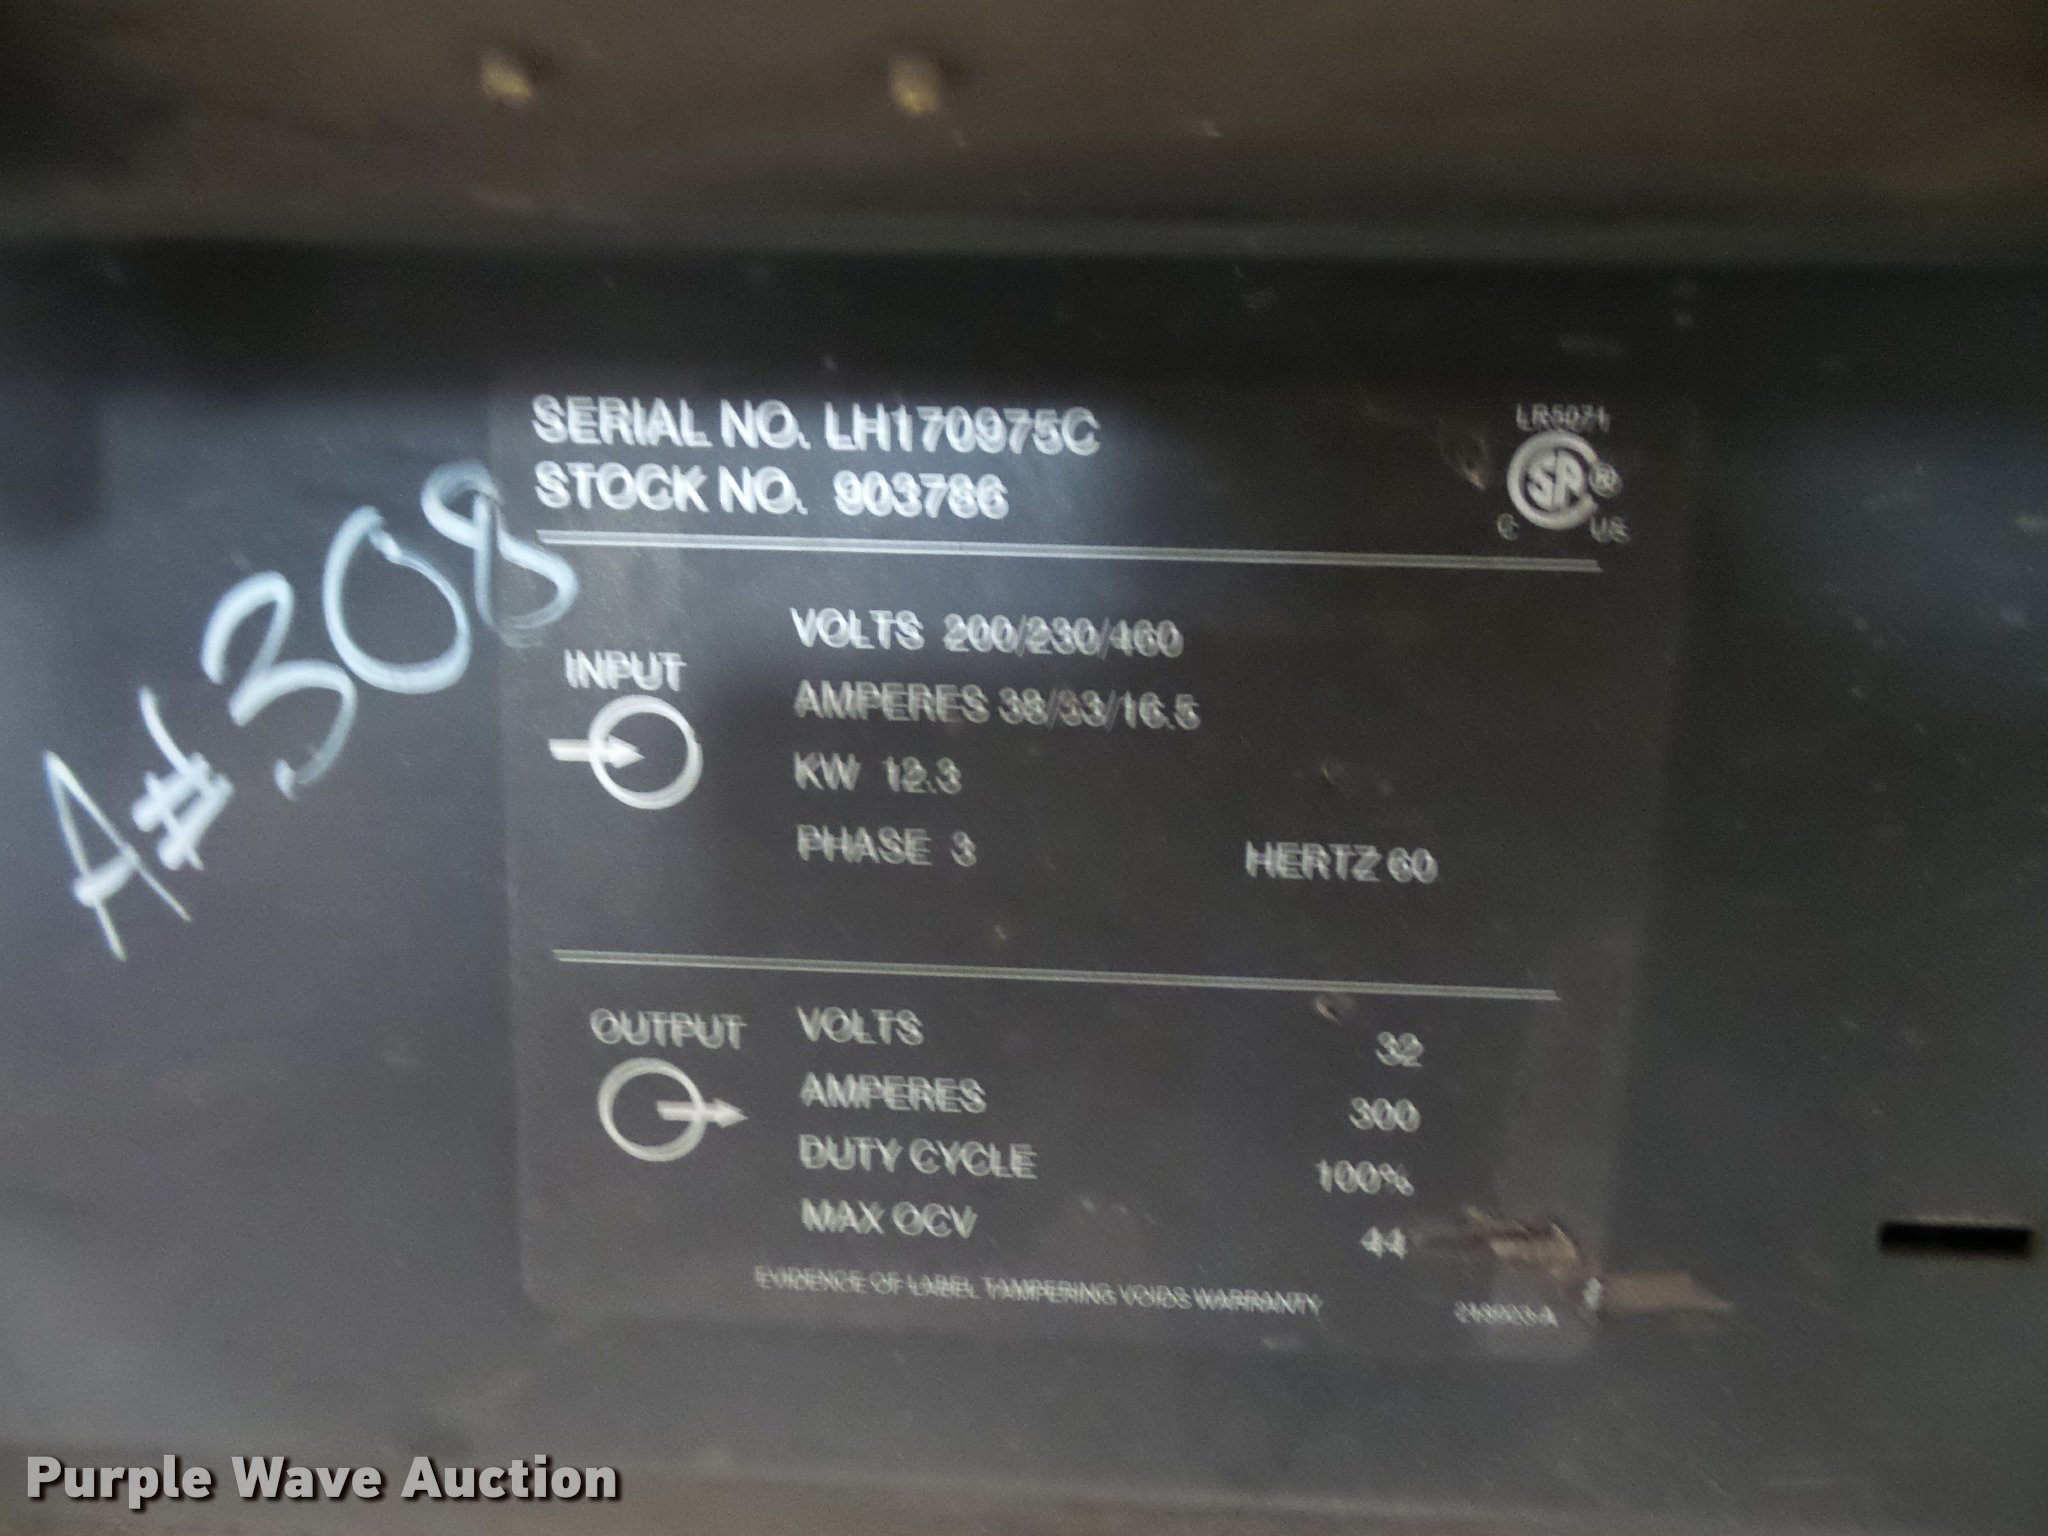 SERIAL NO. LH170975C
STOCK NO. 903786
LR5071
SA®
C US
A#308
INPUT
VOLTS 200/230/460
AMPERES 38/33/16.5
KW 12.3
PHASE 3 HERTZ 60
OUTPUT
VOLTS 32
AMPERES 300
DUTY CYCLE 100%
MAX OCV 44
EVIDENCE OF LABEL TAMPERING VOIDS WARRANTY
Purple Wave Auction